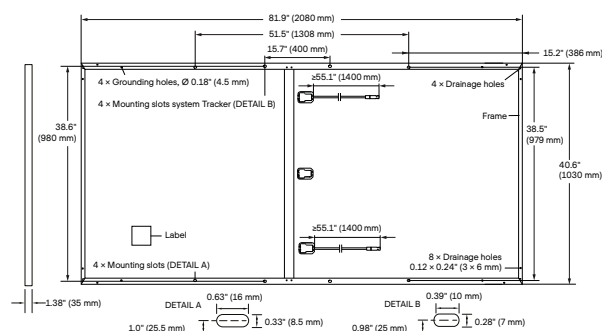 81.9" (2080 mm)
51.5" (1308 mm)
15.7" (400 mm)
15.2" (386 mm)
4 × Grounding holes, Ø 0.18" (4.5 mm)
≥55.1" (1400 mm)
4 × Drainage holes
4 × Mounting slots system Tracker (DETAIL B)
Frame
38.6"
(980 mm)
38.5"
(979 mm)
40.6"
(1030 mm)
Label
≥55.1" (1400 mm)
4 × Mounting slots (DETAIL A)
8 × Drainage holes
0.12 × 0.24" (3 × 6 mm)
1.38" (35 mm)
DETAIL A
0.63" (16 mm)
0.33" (8.5 mm)
1.0" (25.5 mm)
DETAIL B
0.39" (10 mm)
0.28" (7 mm)
0.98" (25 mm)